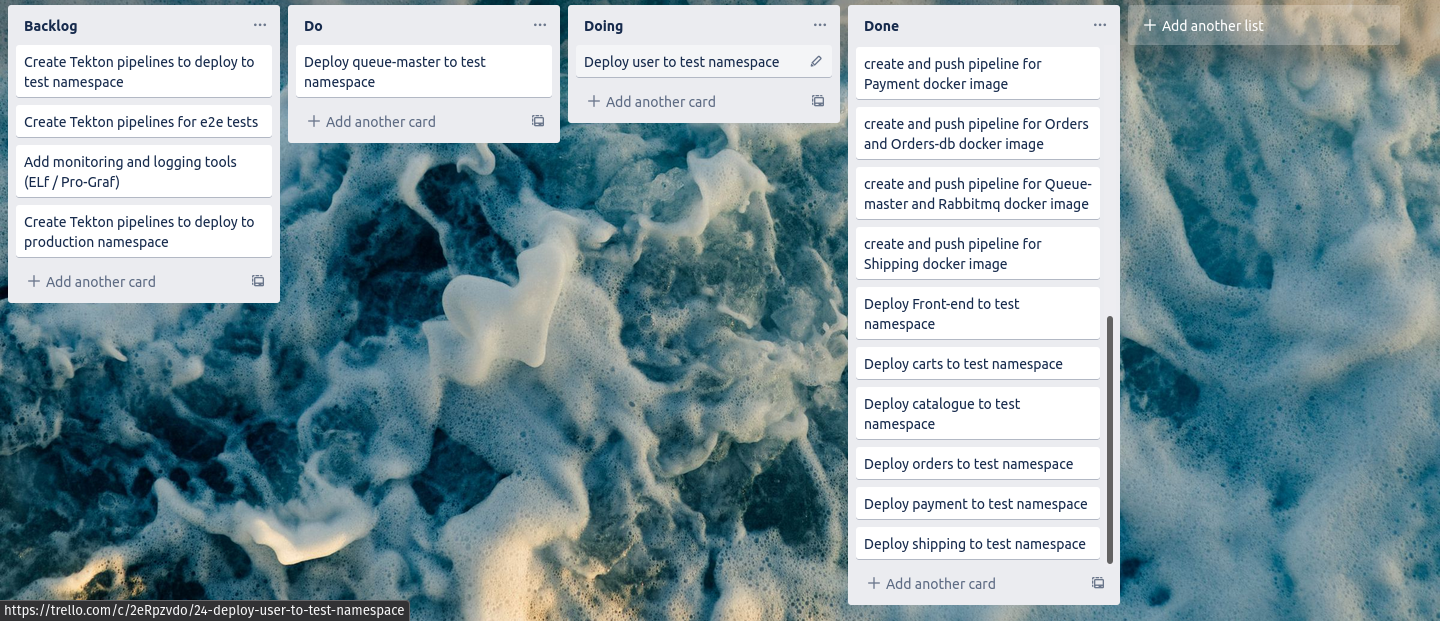 Backlog
Create Tekton pipelines to deploy to
test namespace
Create Tekton pipelines for e2e tests
Add monitoring and logging tools
(ELf / Pro-Graf)
Create Tekton pipelines to deploy to
production namespace
Add another card
Do
Deploy queue-master to test
namespace
Add another card
Doing
Deploy user to test namespace
Add another card
Done
create and push pipeline for
Payment docker image
create and push pipeline for Orders
and Orders-db docker image
create and push pipeline for Queue-
master and Rabbitmq docker image
create and push pipeline for
Shipping docker image
Deploy Front-end to test
namespace
Deploy carts to test namespace
Deploy catalogue to test
namespace
Deploy orders to test namespace
Deploy payment to test namespace
Deploy shipping to test namespace
Add another card
Add another list
https://trello.com/c/2eRpzvdo/24-deploy-user-to-test-namespace